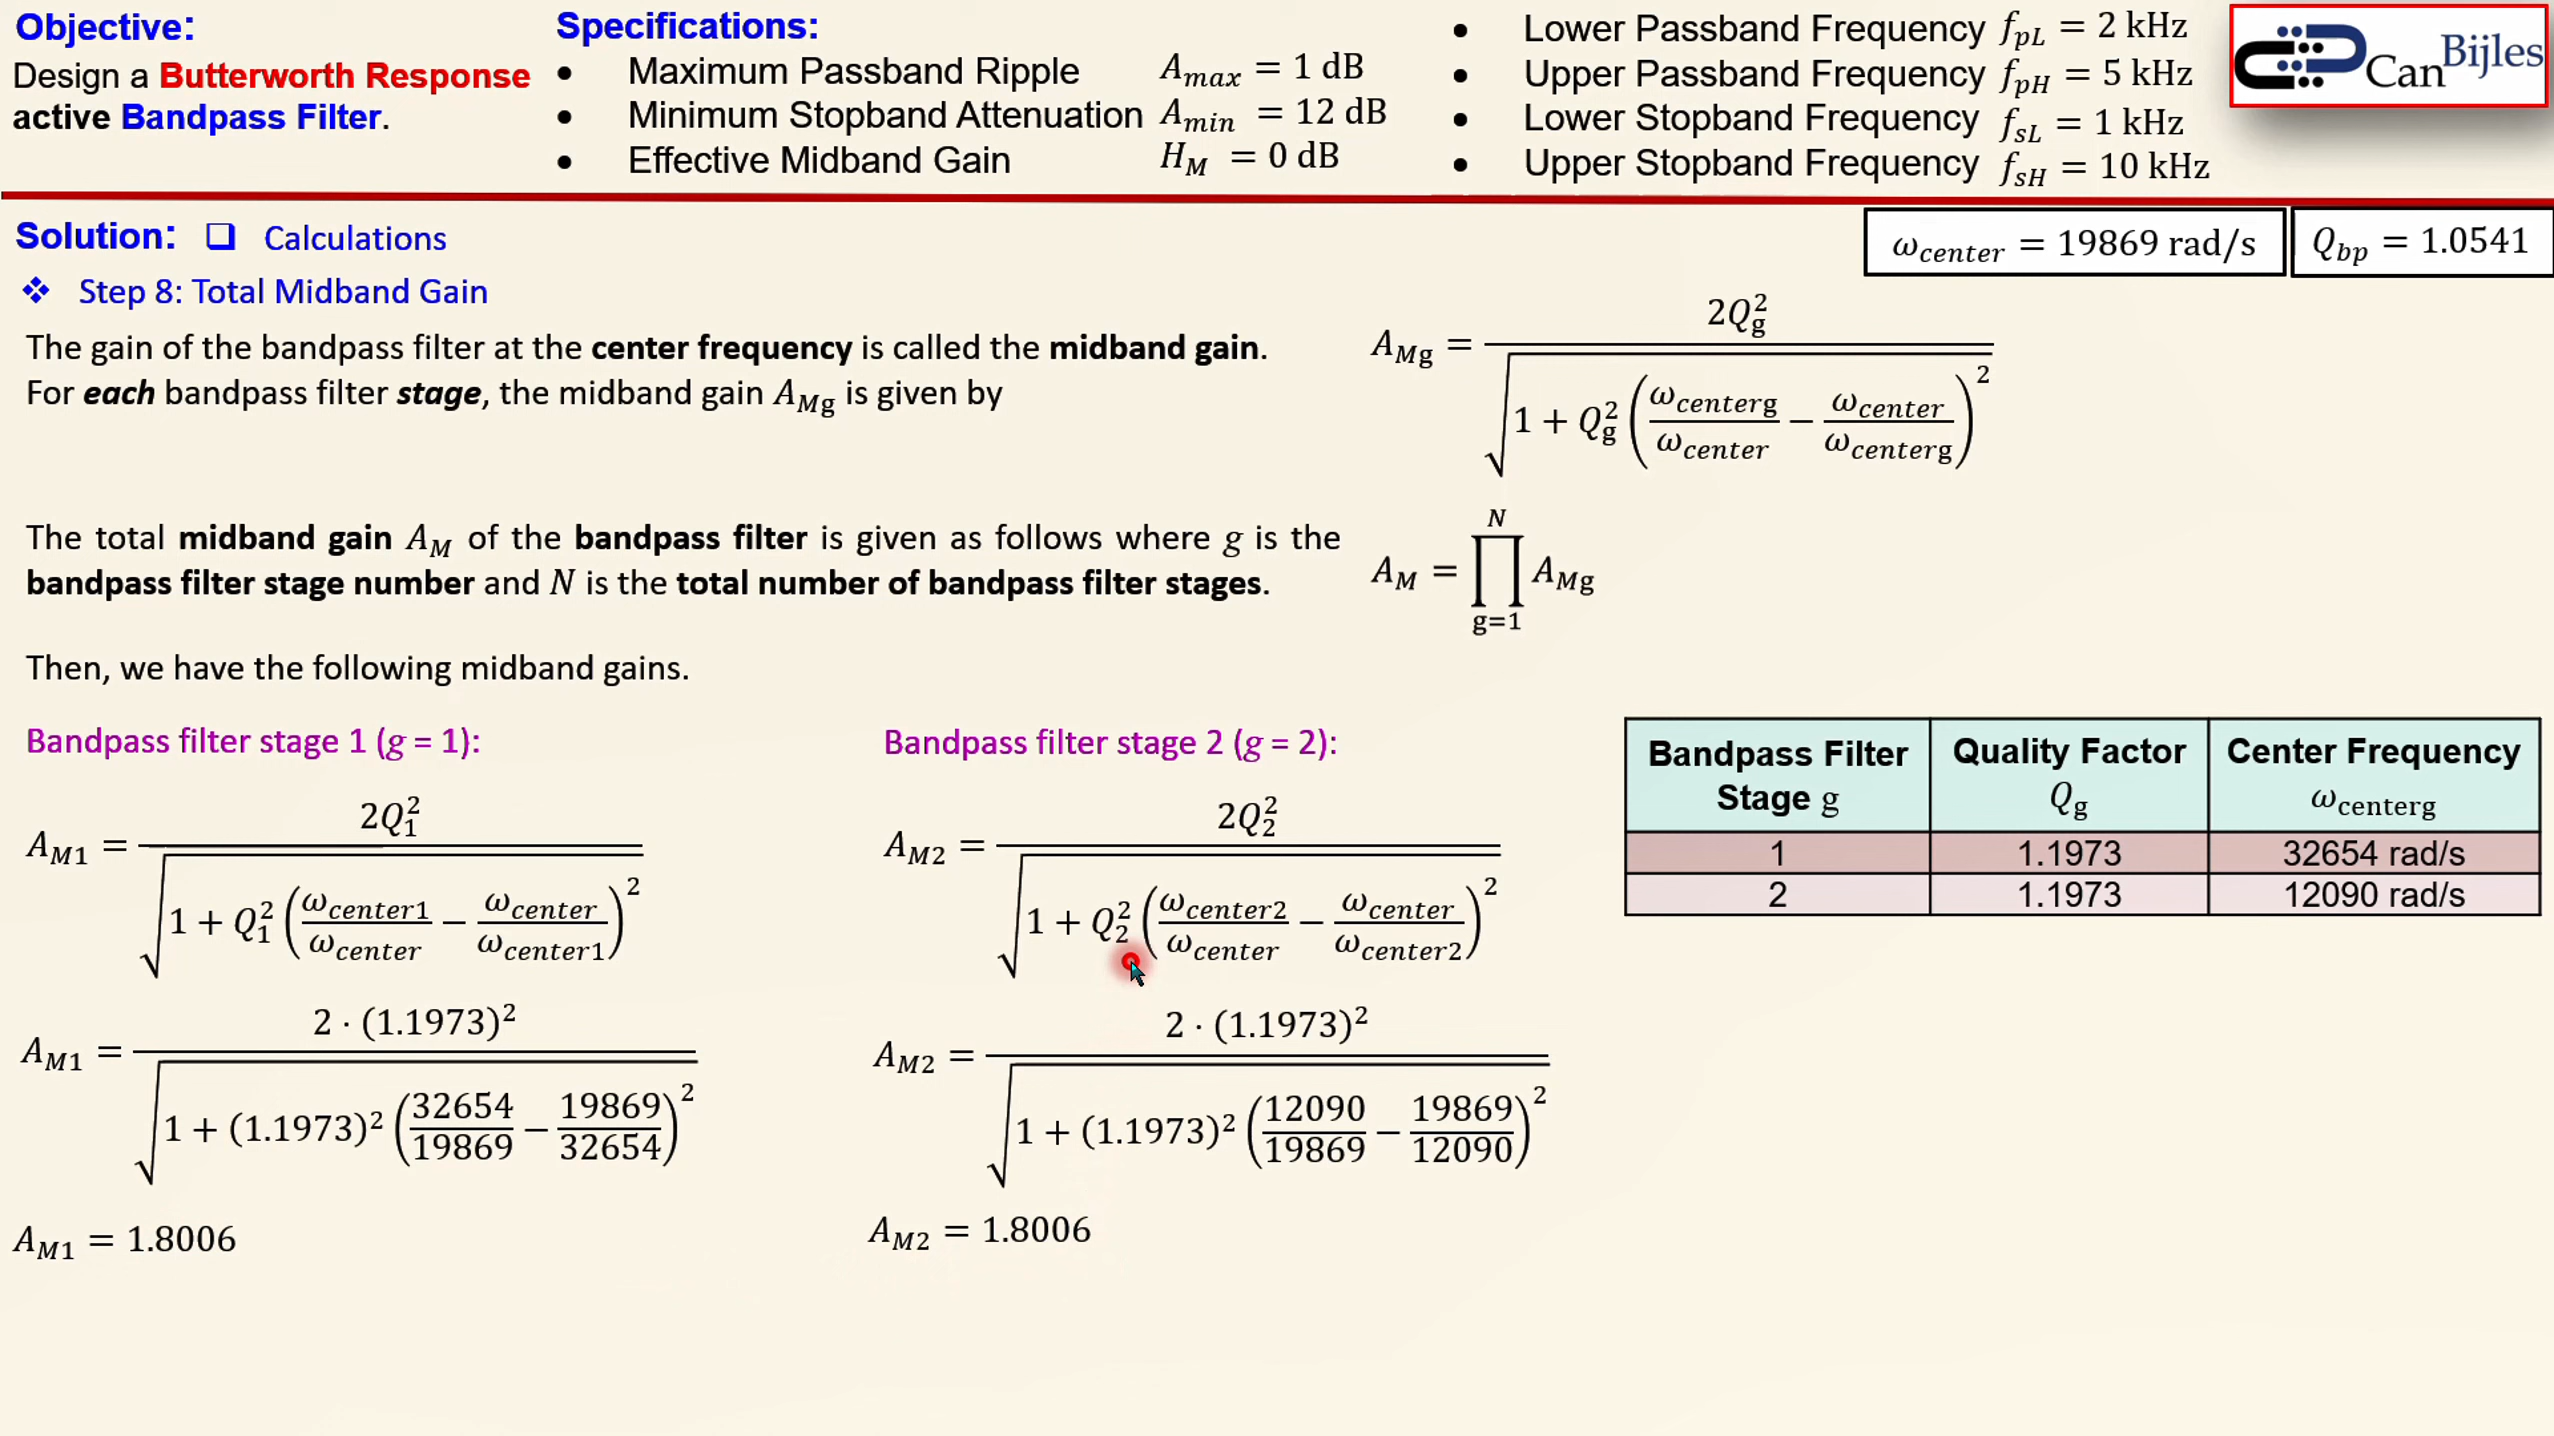 Objective:
Design a Butterworth Response
active Bandpass Filter.
Specifications:
• Maximum Passband Ripple A_max = 1 dB
• Minimum Stopband Attenuation A_min = 12 dB
• Effective Midband Gain H_M = 0 dB
• Lower Passband Frequency f_pL = 2 kHz
• Upper Passband Frequency f_pH = 5 kHz
• Lower Stopband Frequency f_sL = 1 kHz
• Upper Stopband Frequency f_sH = 10 kHz
CanBijles
Solution: ❑ Calculations
ω_center = 19869 rad/s
Q_bp = 1.0541
❖ Step 8: Total Midband Gain
The gain of the bandpass filter at the center frequency is called the midband gain.
For each bandpass filter stage, the midband gain A_Mg is given by
A_Mg = 2Q_g^2 / √(1 + Q_g^2 (ω_centerg/ω_center − ω_center/ω_centerg)^2)
The total midband gain A_M of the bandpass filter is given as follows where g is the
bandpass filter stage number and N is the total number of bandpass filter stages.
A_M = ∏_{g=1}^{N} A_Mg
Then, we have the following midband gains.
Bandpass filter stage 1 (g = 1):
A_M1 = 2Q_1^2 / √(1 + Q_1^2 (ω_center1/ω_center − ω_center/ω_center1)^2)
A_M1 = 2 · (1.1973)^2 / √(1 + (1.1973)^2 (32654/19869 − 19869/32654)^2)
A_M1 = 1.8006
Bandpass filter stage 2 (g = 2):
A_M2 = 2Q_2^2 / √(1 + Q_2^2 (ω_center2/ω_center − ω_center/ω_center2)^2)
A_M2 = 2 · (1.1973)^2 / √(1 + (1.1973)^2 (12090/19869 − 19869/12090)^2)
A_M2 = 1.8006
Bandpass Filter Stage g | Quality Factor Q_g | Center Frequency ω_centerg
1 | 1.1973 | 32654 rad/s
2 | 1.1973 | 12090 rad/s